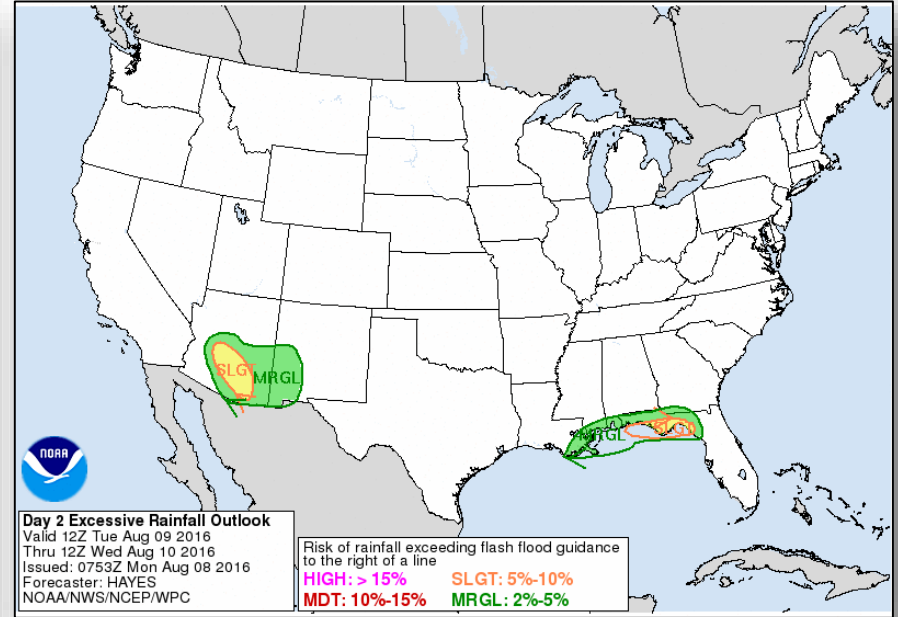 SLGT
MRGL
MRGL
SLGT
NOAA
Day 2 Excessive Rainfall Outlook
Valid 12Z Tue Aug 09 2016
Thru 12Z Wed Aug 10 2016
Issued: 0753Z Mon Aug 08 2016
Forecaster: HAYES
NOAA/NWS/NCEP/WPC
Risk of rainfall exceeding flash flood guidance
to the right of a line
HIGH: > 15% SLGT: 5%-10%
MDT: 10%-15% MRGL: 2%-5%